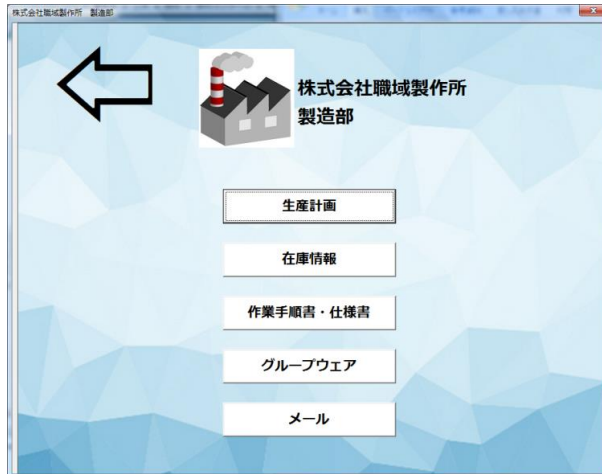 株式会社職域製作所 製造部
株式会社職域製作所
製造部
生産計画
在庫情報
作業手順書・仕様書
グループウェア
メール